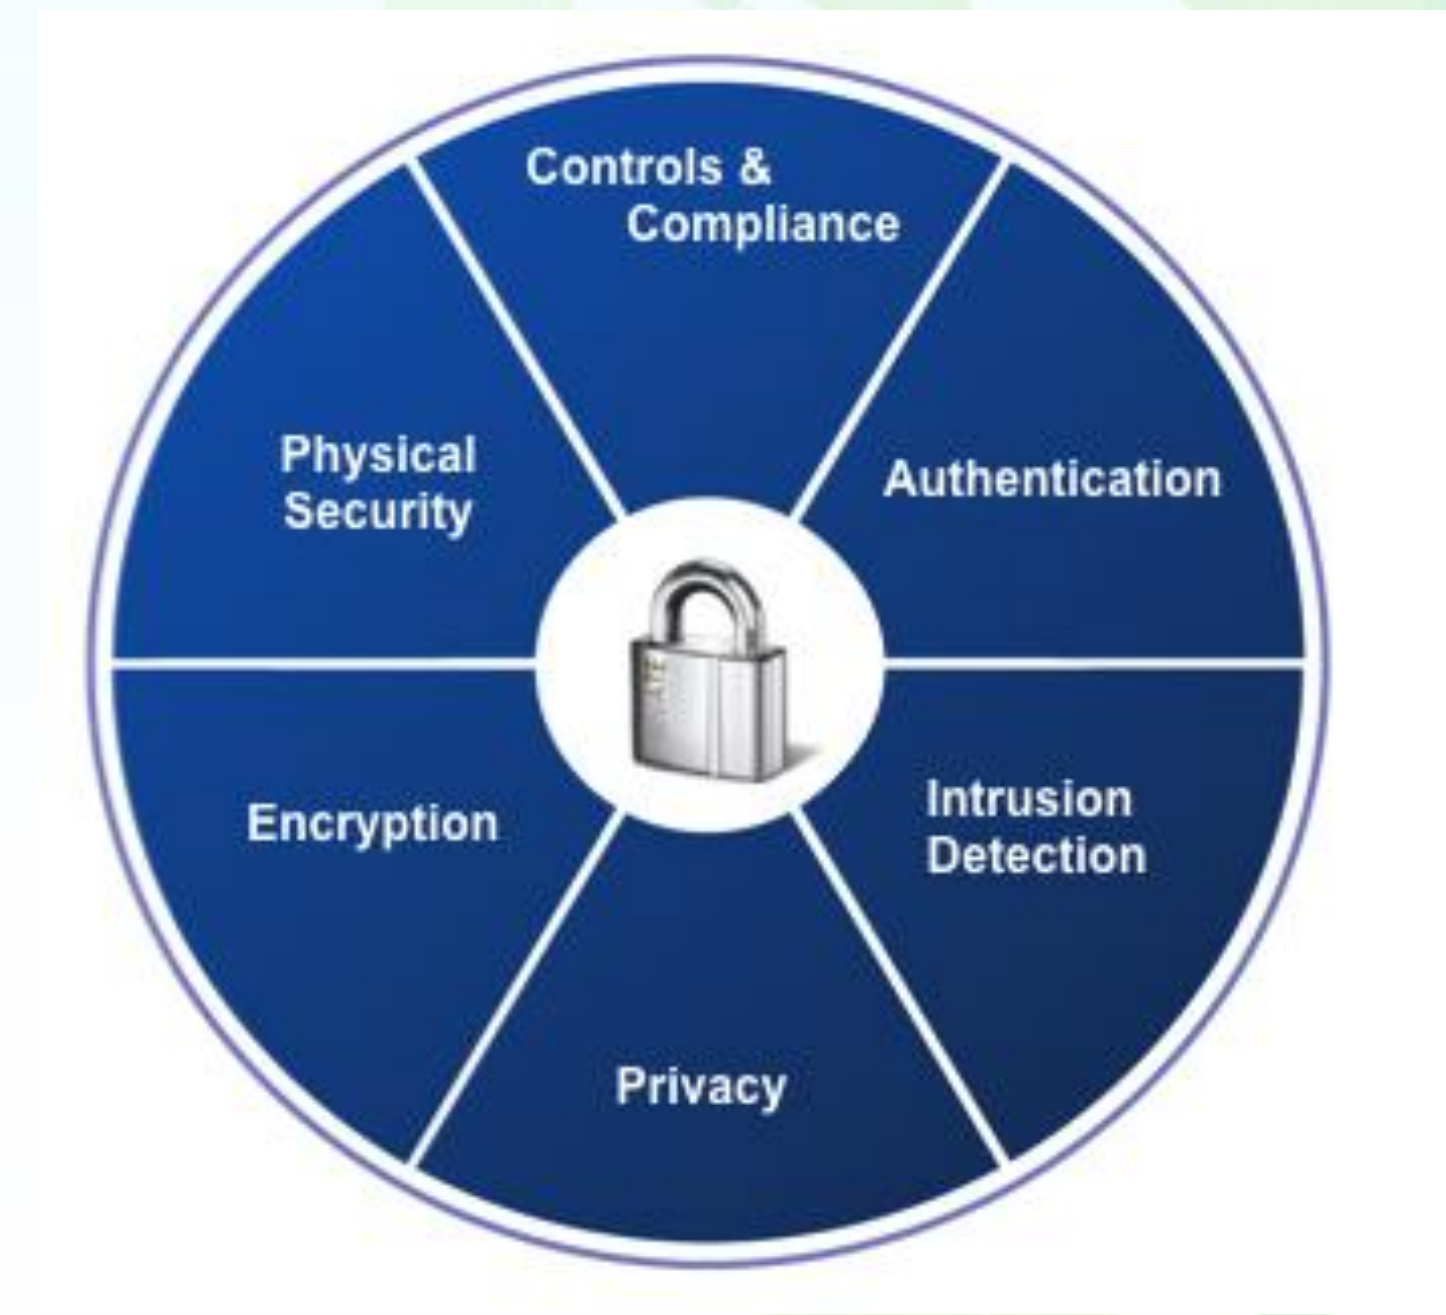 Controls &
Compliance
Authentication
Intrusion
Detection
Privacy
Encryption
Physical
Security